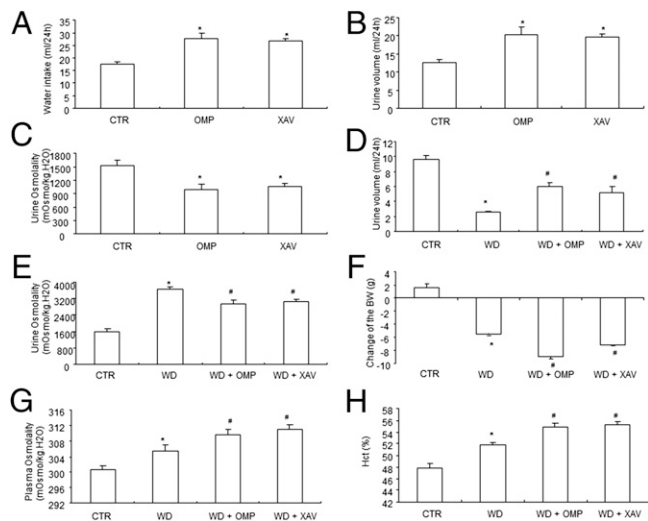 A
Water intake (ml/24h)
35
30
25
20
15
10
5
0
*
*
CTR
OMP
XAV
B
Urine volume (ml/24h)
25
20
15
10
5
0
*
*
CTR
OMP
XAV
C
Urine Osmolality
(mOsmo/kg.H2O)
1800
1500
1200
900
600
300
0
*
*
CTR
OMP
XAV
D
Urine volume (ml/24h)
12
10
8
6
4
2
0
*
#
#
CTR
WD
WD + OMP
WD + XAV
E
Urine Osmolality
(mOsmo/kg.H2O)
4000
3200
2400
1600
800
0
*
#
#
CTR
WD
WD + OMP
WD + XAV
F
Change of the BW (g)
4
2
0
-2
-4
-6
-8
-10
*
#
#
CTR
WD
WD + OMP
WD + XAV
G
Plasma Osmolality
(mOsmo/kg.H2O)
316
312
308
304
300
296
292
*
#
#
CTR
WD
WD + OMP
WD + XAV
H
Hct (%)
56
54
52
50
48
46
44
42
*
#
#
CTR
WD
WD + OMP
WD + XAV